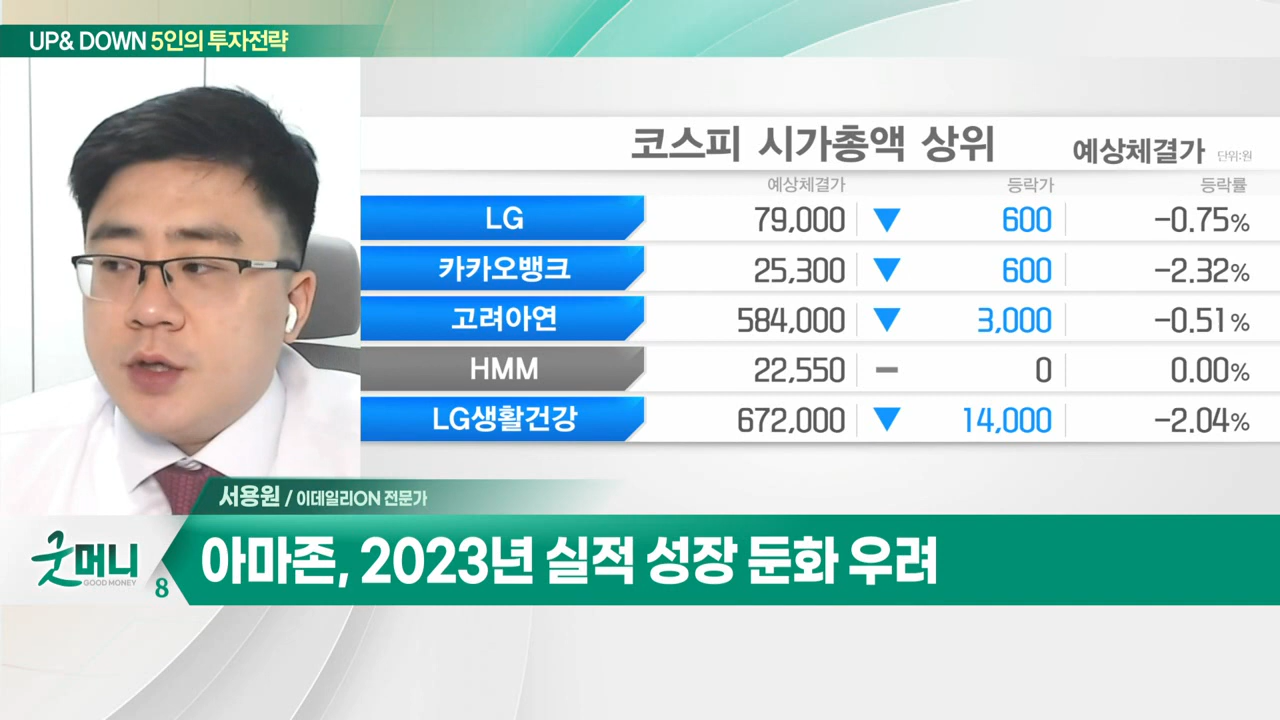 UP& DOWN 5인의 투자전략
코스피 시가총액 상위 예상체결가 단위:원
예상체결가 등락가 등락률
LG 79,000 ▼ 600 -0.75%
카카오뱅크 25,300 ▼ 600 -2.32%
고려아연 584,000 ▼ 3,000 -0.51%
HMM 22,550 - 0 0.00%
LG생활건강 672,000 ▼ 14,000 -2.04%
서용원 / 이데일리ON 전문가
굿머니
GOOD MONEY
8
아마존, 2023년 실적 성장 둔화 우려